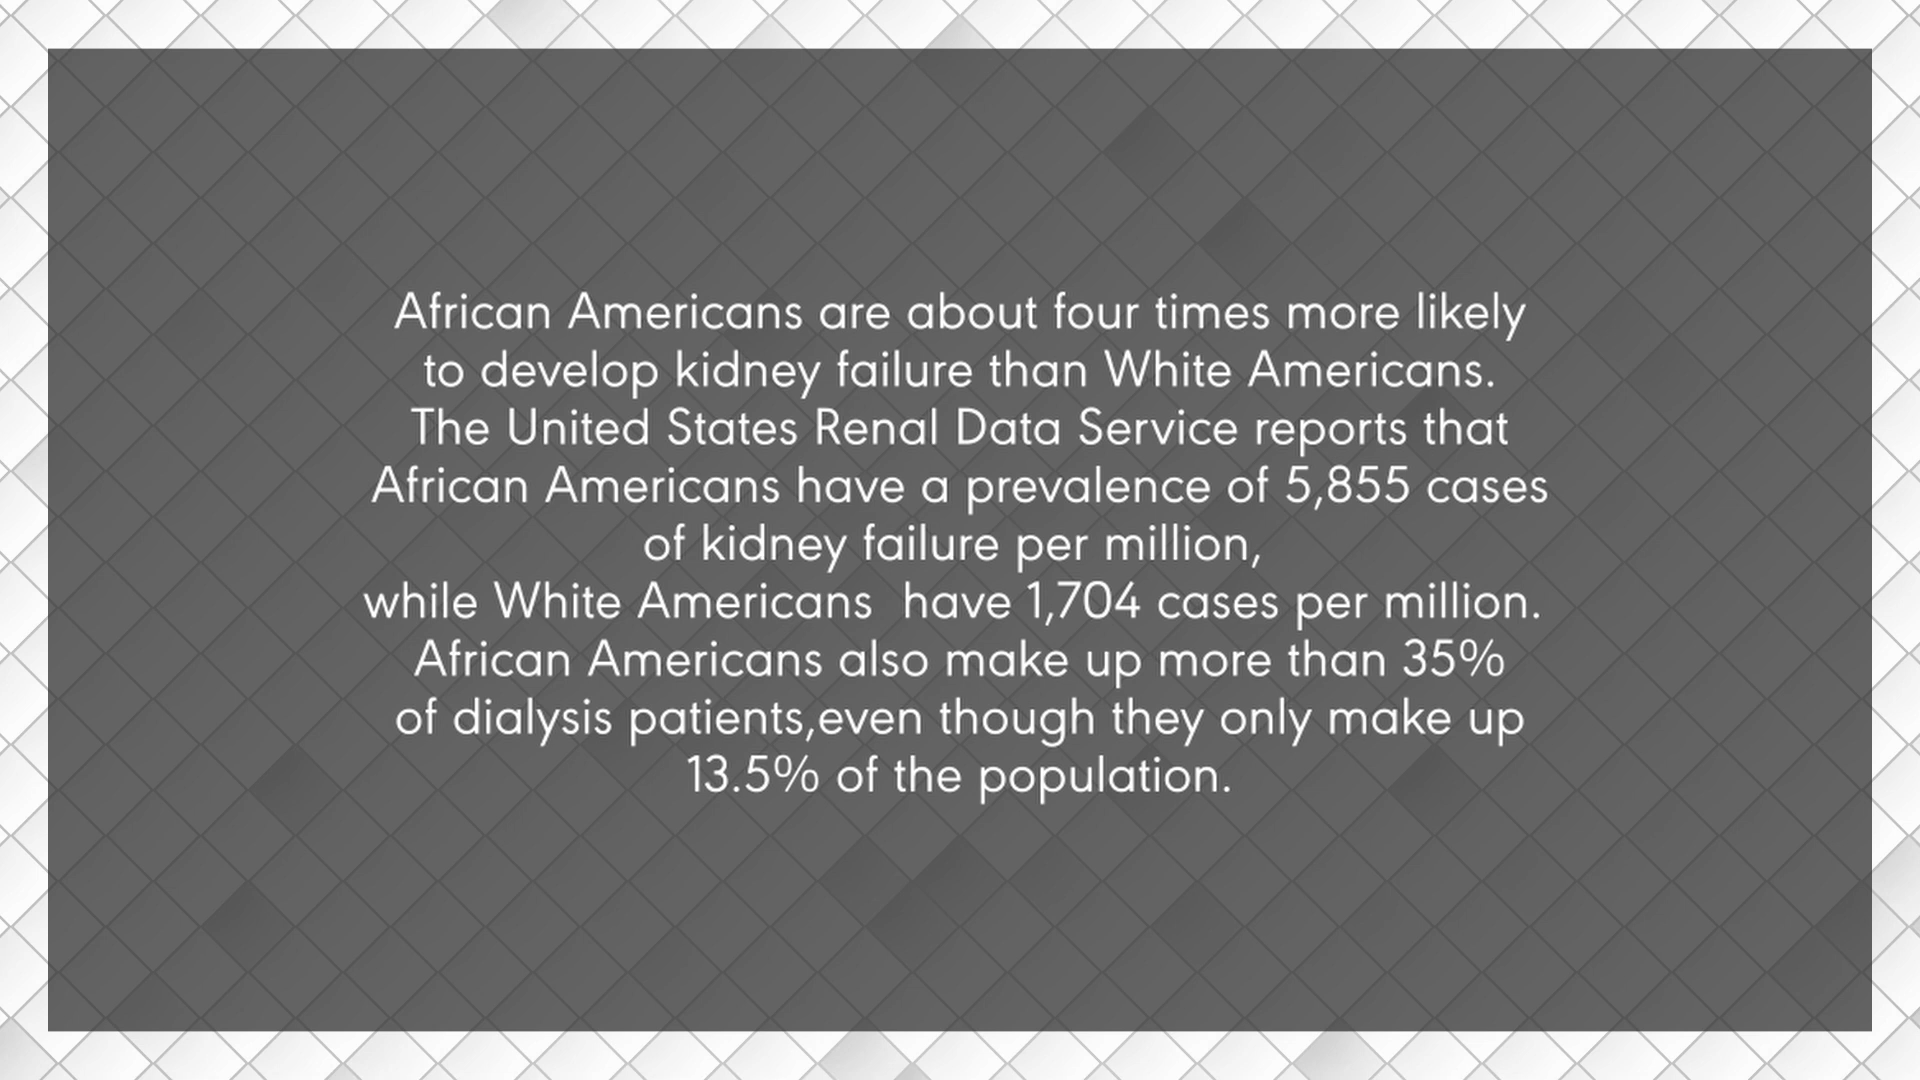 African Americans are about four times more likely
to develop kidney failure than White Americans.
The United States Renal Data Service reports that
African Americans have a prevalence of 5,855 cases
of kidney failure per million,
while White Americans  have 1,704 cases per million.
African Americans also make up more than 35%
of dialysis patients,even though they only make up
13.5% of the population.